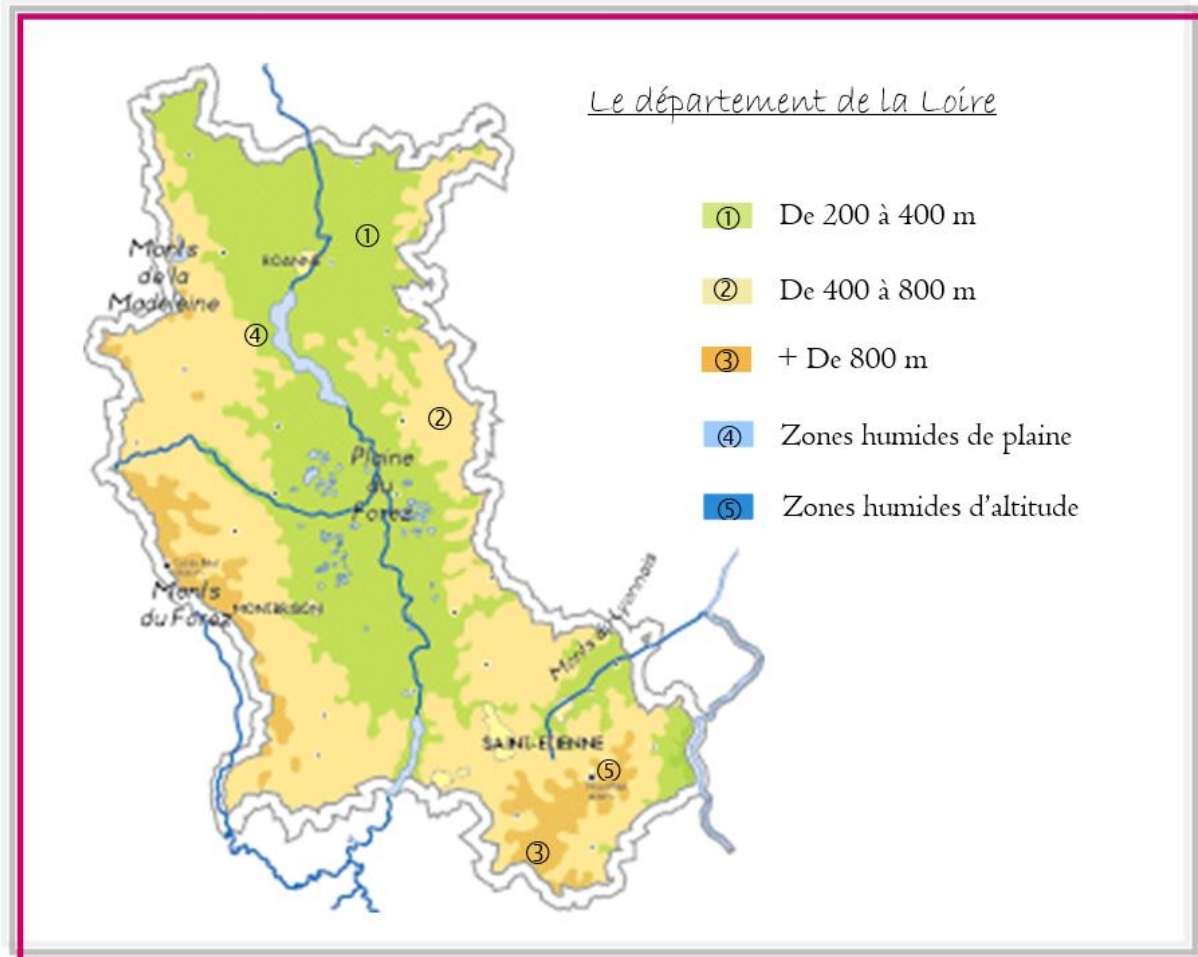 Le département de la Loire
① De 200 à 400 m
② De 400 à 800 m
③ + De 800 m
④ Zones humides de plaine
⑤ Zones humides d'altitude
①
Monts
de la
Madeleine
ROANNE
④
②
Plaine
du
Forez
Monts
du Forez
MONTBRISON
Monts du Lyonnais
SAINT-ETIENNE
⑤
③